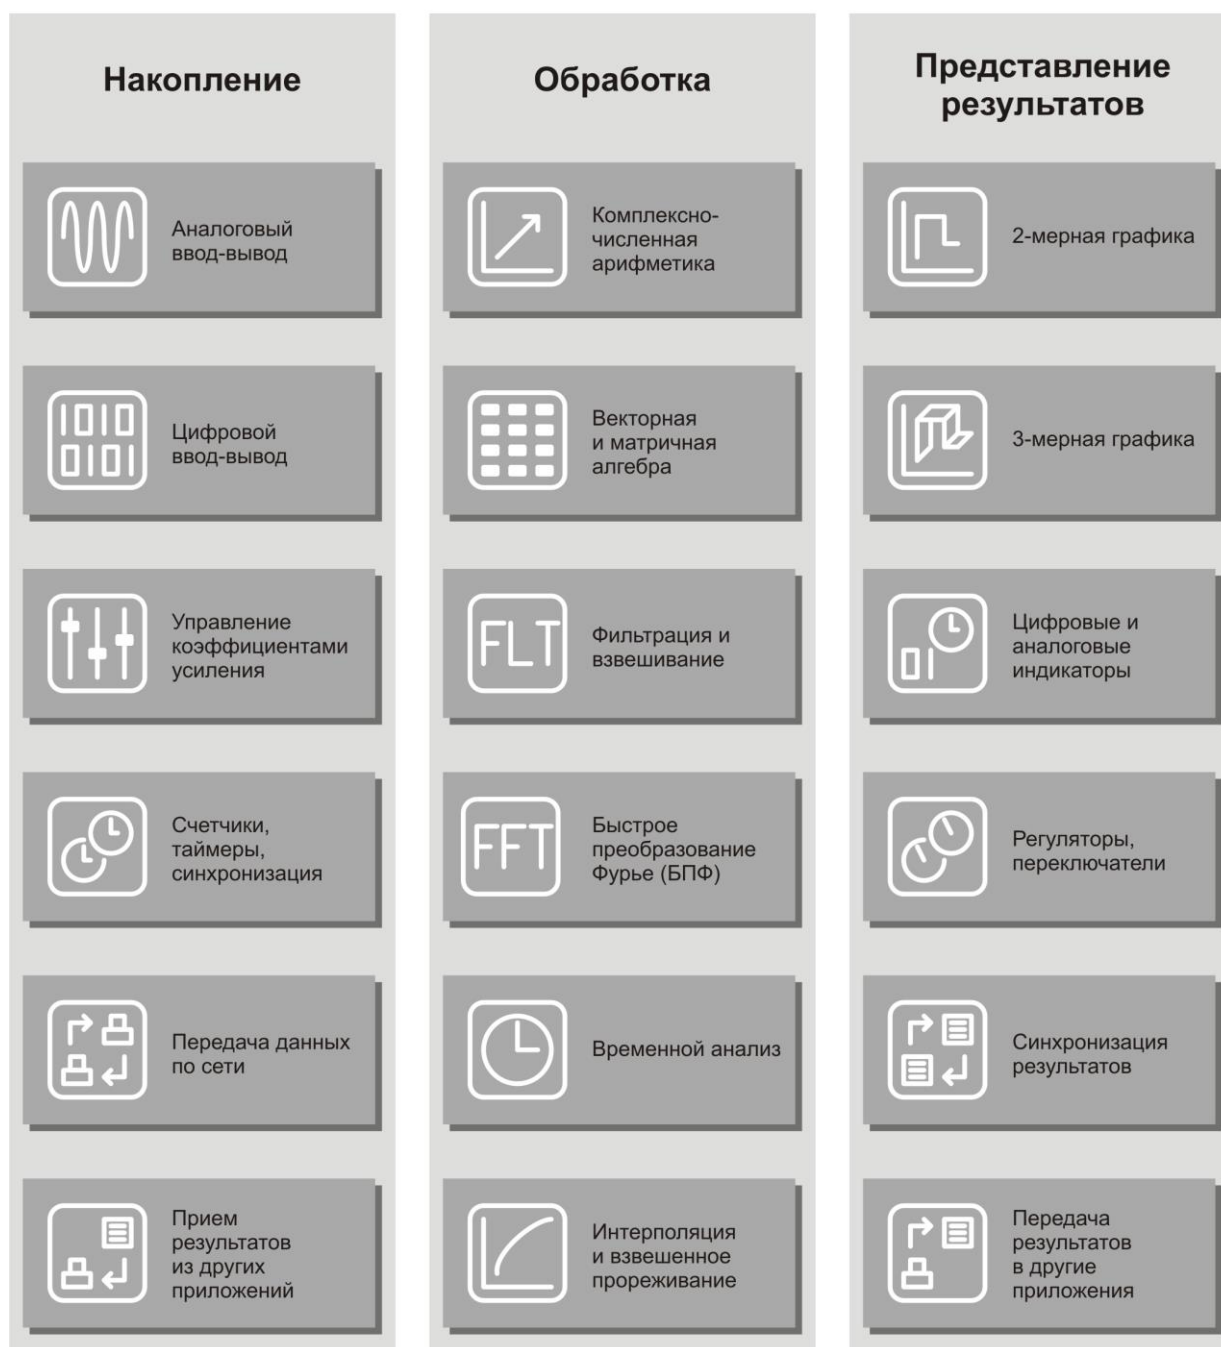 Накопление
Аналоговый
ввод-вывод
Цифровой
ввод-вывод
Управление
коэффициентами
усиления
Счетчики,
таймеры,
синхронизация
Передача данных
по сети
Прием
результатов
из других
приложений
Обработка
Комплексно-
численная
арифметика
Векторная
и матричная
алгебра
FLT
Фильтрация и
взвешивание
FFT
Быстрое
преобразование
Фурье (БПФ)
Временной анализ
Интерполяция
и взвешенное
прореживание
Представление
результатов
2-мерная графика
3-мерная графика
Цифровые и
аналоговые
индикаторы
Регуляторы,
переключатели
Синхронизация
результатов
Передача
результатов
в другие
приложения